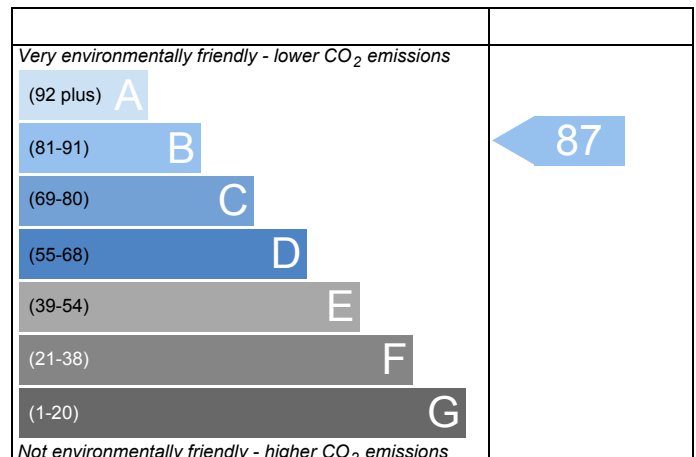 Very environmentally friendly - lower CO2 emissions
(92 plus) A
(81-91) B
87
(69-80) C
(55-68) D
(39-54) E
(21-38) F
(1-20) G
Not environmentally friendly - higher CO2 emissions